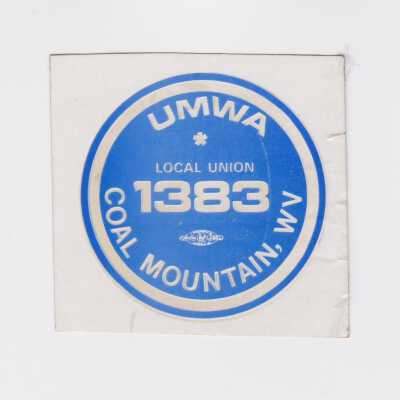 UMWA
LOCAL UNION
1383
COAL MOUNTAIN, WV